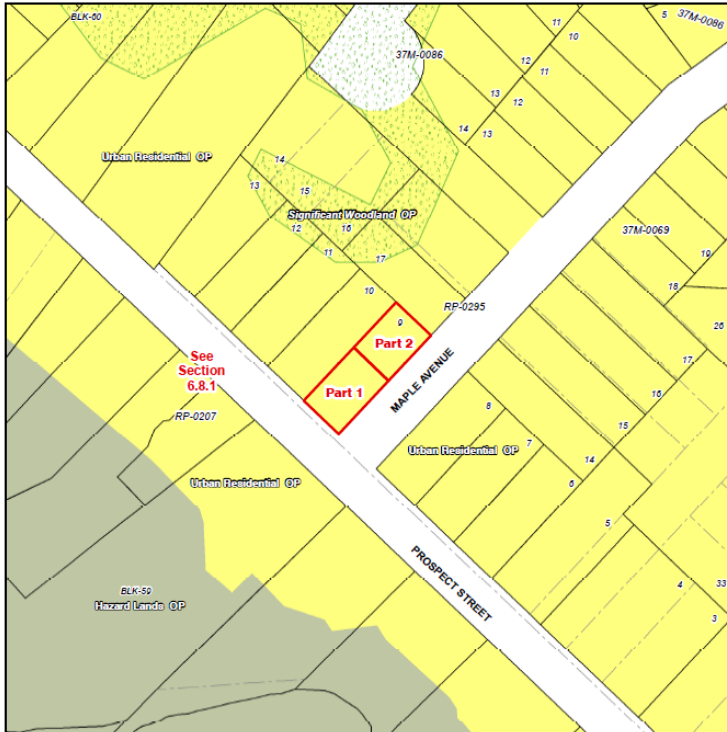 BLK-60
5
37M-0086
11
10
37M-0086
12
11
13
12
14
13
Urban Residential OP
14
13
15
Significant Woodland OP
12
16
11
17
37M-0069
19
18
10
RP-0295
9
26
Part 2
See
Section
6.8.1
17
MAPLE AVENUE
Part 1
16
RP-0207
8
15
7
Urban Residential OP
14
Urban Residential OP
6
5
PROSPECT STREET
BLK-59
Hazard Lands OP
4
33
3